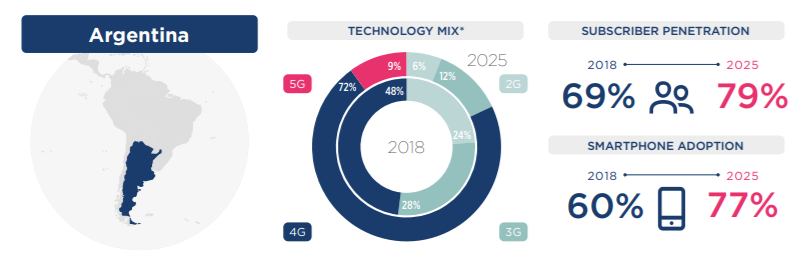 Argentina
TECHNOLOGY MIX*
2025
5G
9%
6%
2G
72%
48%
12%
2018
24%
28%
4G
3G
SUBSCRIBER PENETRATION
2018 2025
69% 79%
SMARTPHONE ADOPTION
2018 2025
60% 77%